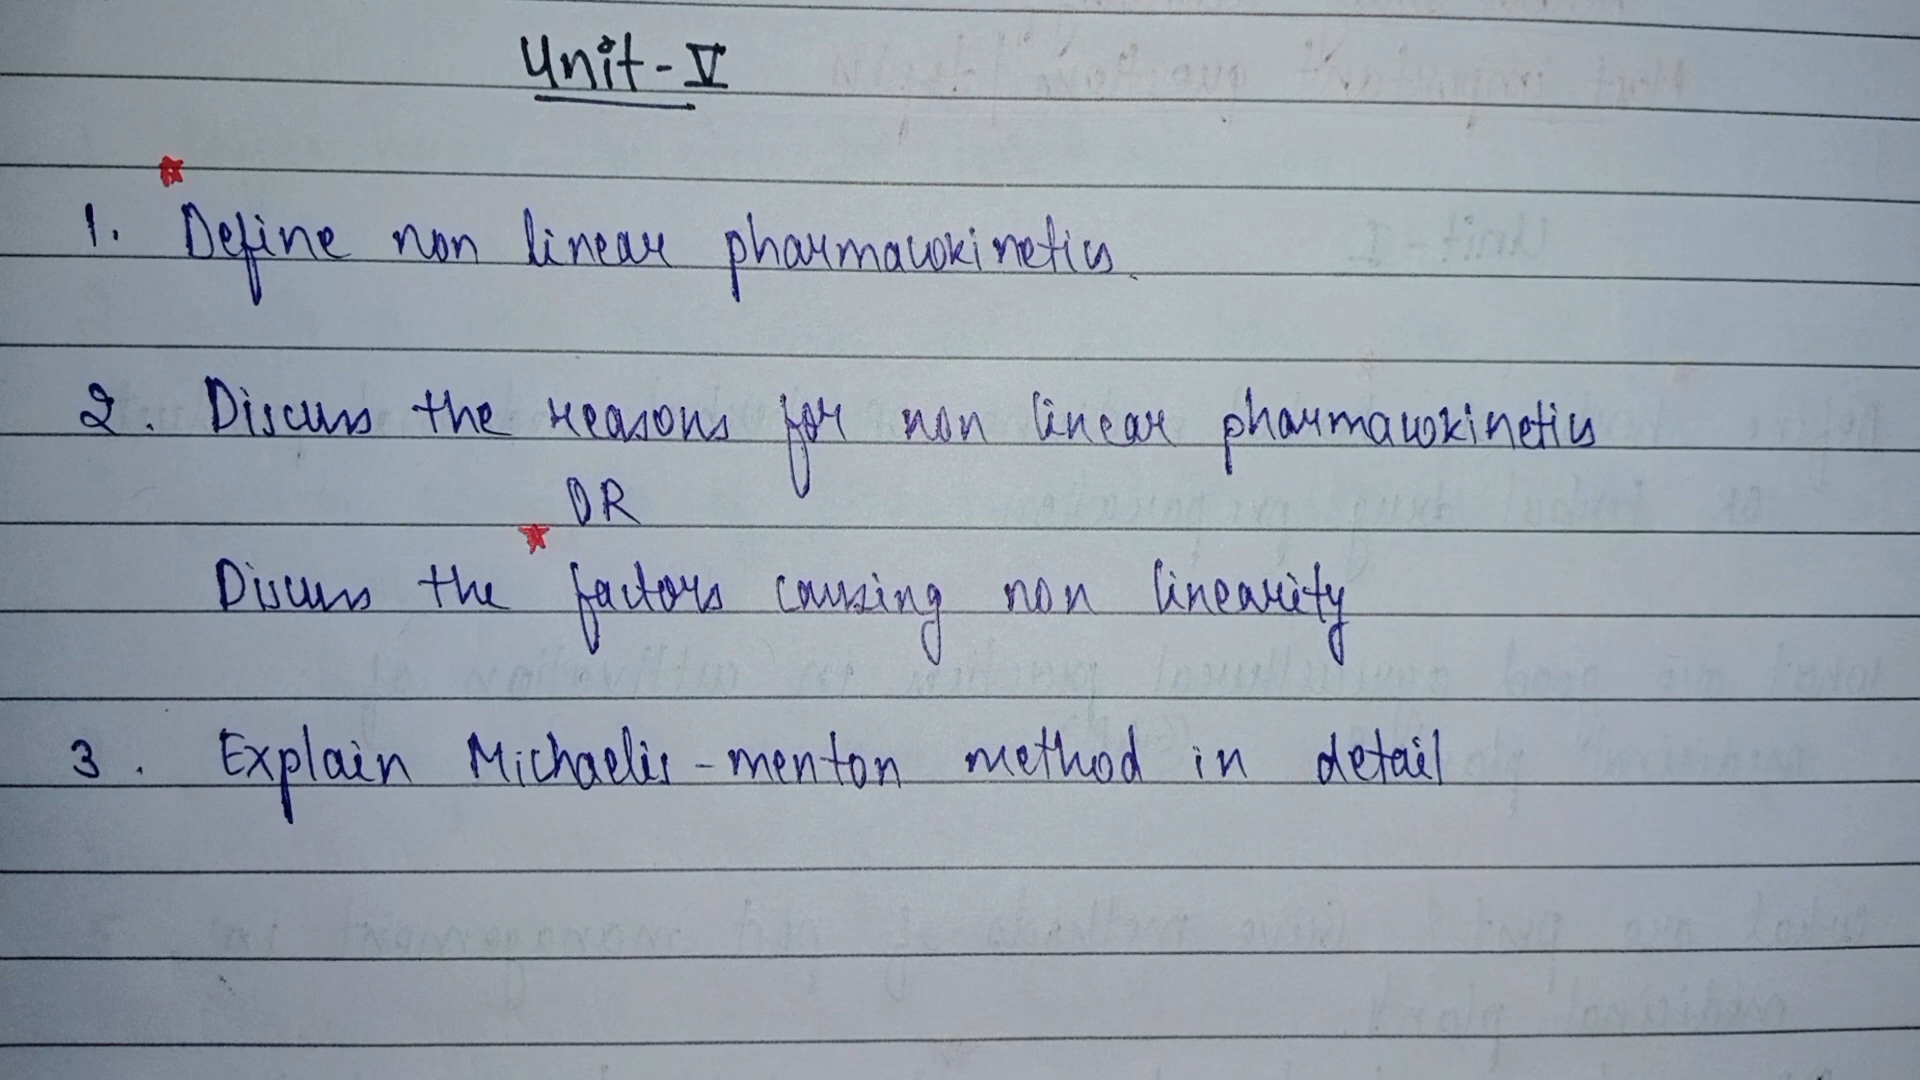 Unit-V
1. Define non linear pharmacokinetics.
2. Discuss the reasons for non linear pharmacokinetics
OR
Discuss the factors causing non linearity
3. Explain Michaelis-menton method in detail